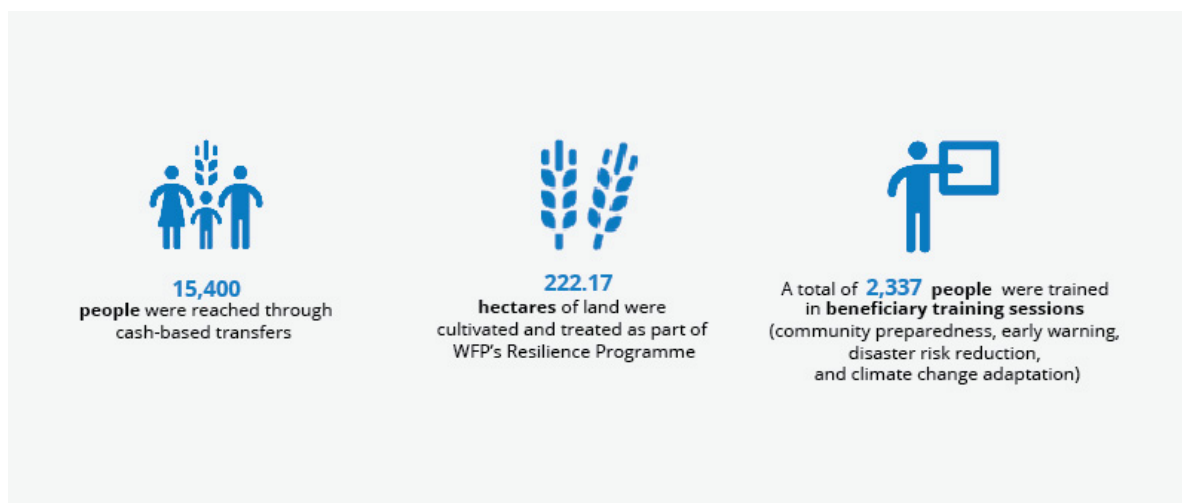 15,400
people were reached through
cash-based transfers
222.17
hectares of land were
cultivated and treated as part of
WFP's Resilience Programme
A total of 2,337 people were trained
in beneficiary training sessions
(community preparedness, early warning,
disaster risk reduction,
and climate change adaptation)